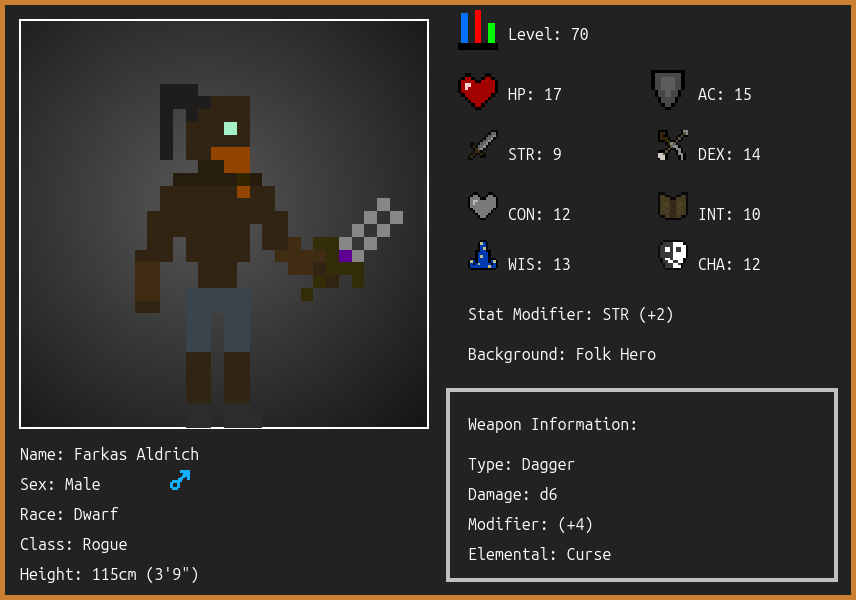 Level: 70
HP: 17
AC: 15
STR: 9
DEX: 14
CON: 12
INT: 10
WIS: 13
CHA: 12
Stat Modifier: STR (+2)
Background: Folk Hero
Weapon Information:
Type: Dagger
Damage: d6
Modifier: (+4)
Elemental: Curse
Name: Farkas Aldrich
Sex: Male
Race: Dwarf
Class: Rogue
Height: 115cm (3'9")